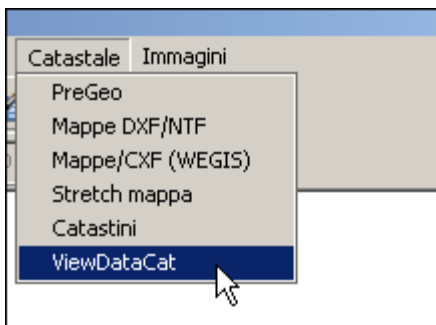 Catastale Immagini
PreGeo
Mappe DXF/NTF
Mappe/CXF (WEGIS)
Stretch mappa
Catastini
ViewDataCat